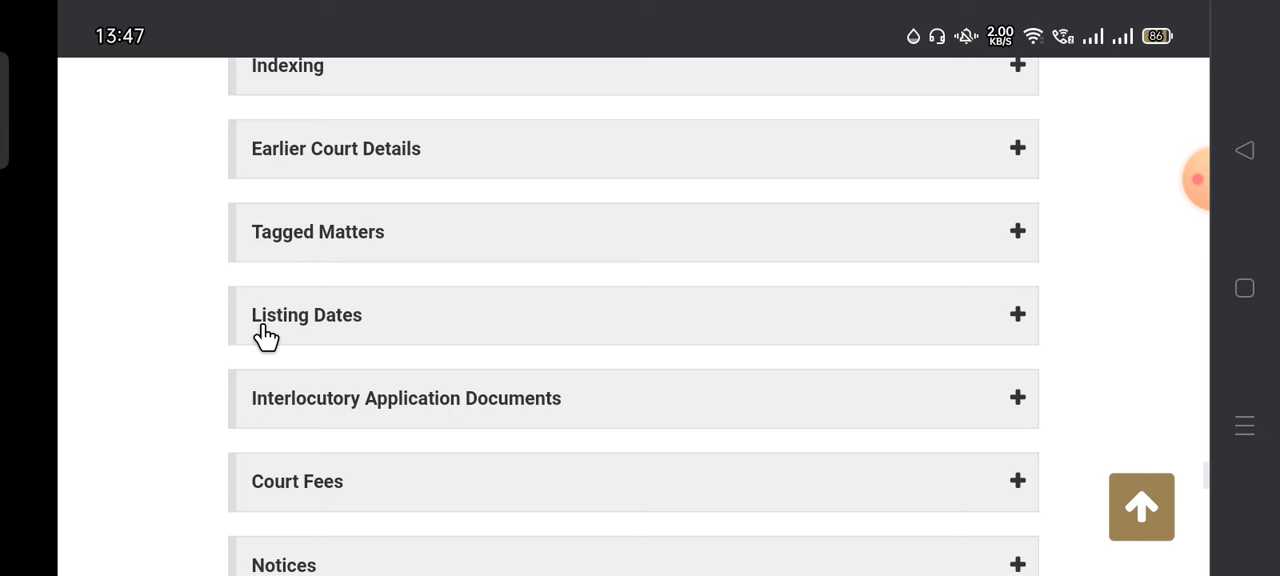 13:47
2.00
KB/S
86
Indexing
Earlier Court Details
Tagged Matters
Listing Dates
Interlocutory Application Documents
Court Fees
Notices